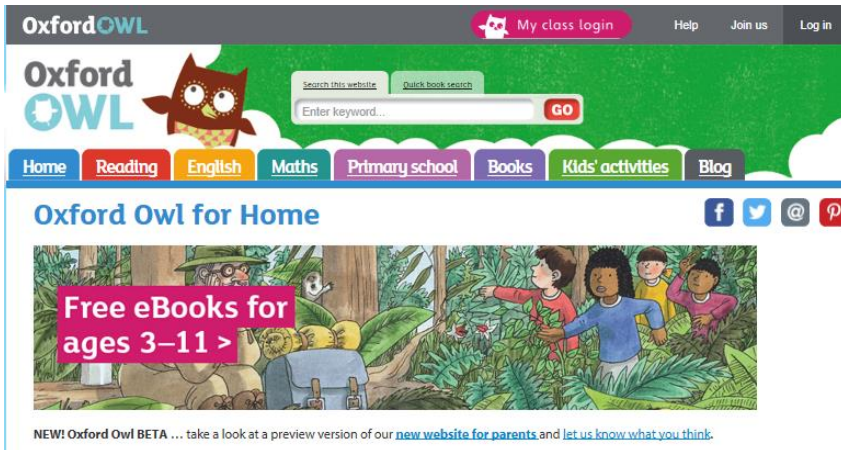 OxfordOWL
My class login
Help
Join us
Log in
Oxford
OWL
Search this website
Quick book search
Enter keyword...
GO
Home
Reading
English
Maths
Primary school
Books
Kids' activities
Blog
Oxford Owl for Home
Free eBooks for
ages 3–11 >
NEW! Oxford Owl BETA ... take a look at a preview version of our new website for parents and let us know what you think.